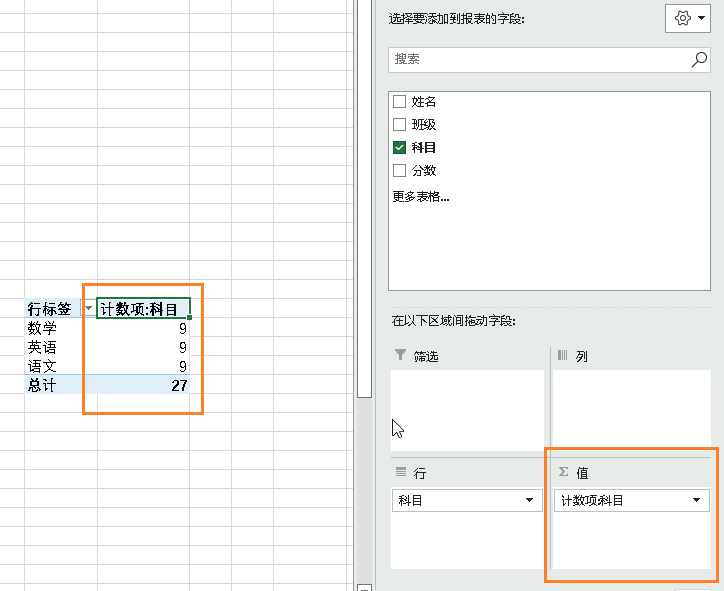 选择要添加到报表的字段:
搜索
姓名
班级
科目
分数
更多表格...
行标签 计数项:科目
数学 9
英语 9
语文 9
总计 27
在以下区域间拖动字段:
筛选
列
行
Σ 值
科目
计数项:科目